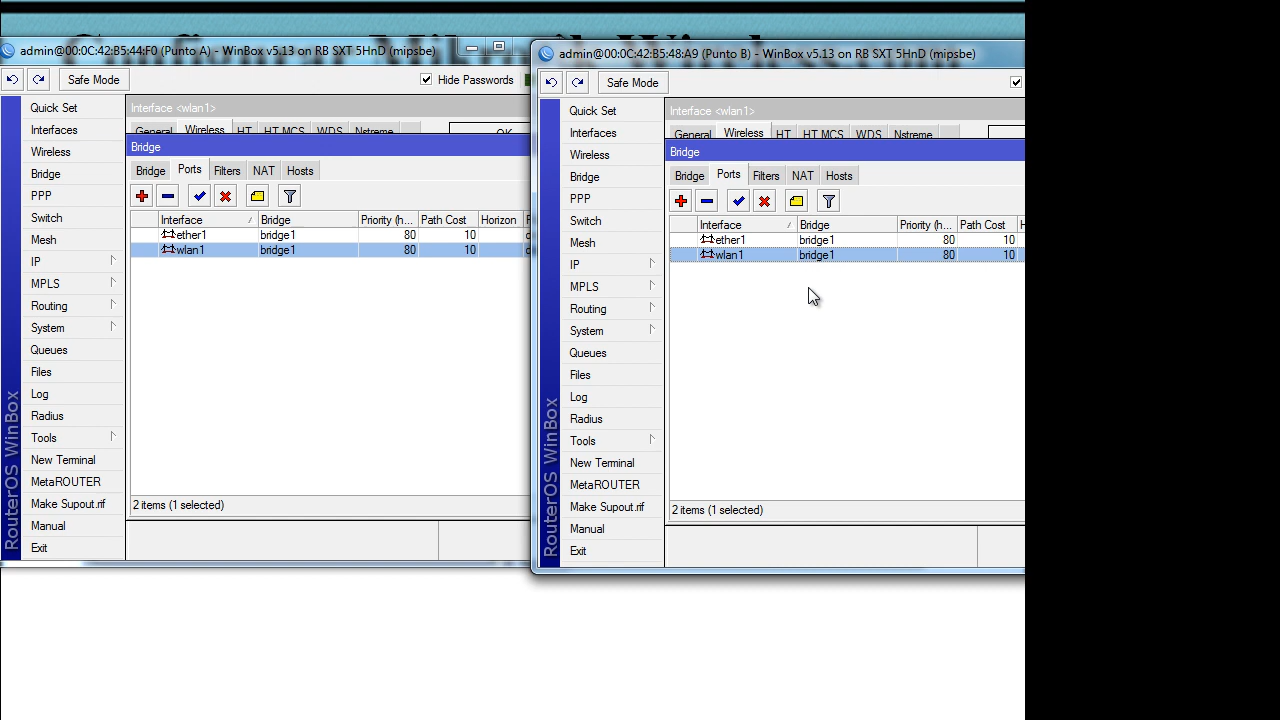 admin@00:0C:42:B5:44:F0 (Punto A) - WinBox v5.13 on RB SXT 5HnD (mipsbe)
Safe Mode
Hide Passwords
Quick Set
Interfaces
Wireless
Bridge
PPP
Switch
Mesh
IP
MPLS
Routing
System
Queues
Files
Log
Radius
Tools
New Terminal
MetaROUTER
Make Supout.rif
Manual
Exit
RouterOS WinBox
Interface <wlan1>
General Wireless HT HT MCS WDS Nstreme
OK
Bridge
Bridge Ports Filters NAT Hosts
Interface Bridge Priority (h... Path Cost Horizon
ether1 bridge1 80 10
wlan1 bridge1 80 10
2 items (1 selected)
admin@00:0C:42:B5:48:A9 (Punto B) - WinBox v5.13 on RB SXT 5HnD (mipsbe)
Safe Mode
Quick Set
Interfaces
Wireless
Bridge
PPP
Switch
Mesh
IP
MPLS
Routing
System
Queues
Files
Log
Radius
Tools
New Terminal
MetaROUTER
Make Supout.rif
Manual
Exit
RouterOS WinBox
Interface <wlan1>
General Wireless HT HT MCS WDS Nstreme
Bridge
Bridge Ports Filters NAT Hosts
Interface Bridge Priority (h... Path Cost
ether1 bridge1 80 10
wlan1 bridge1 80 10
2 items (1 selected)